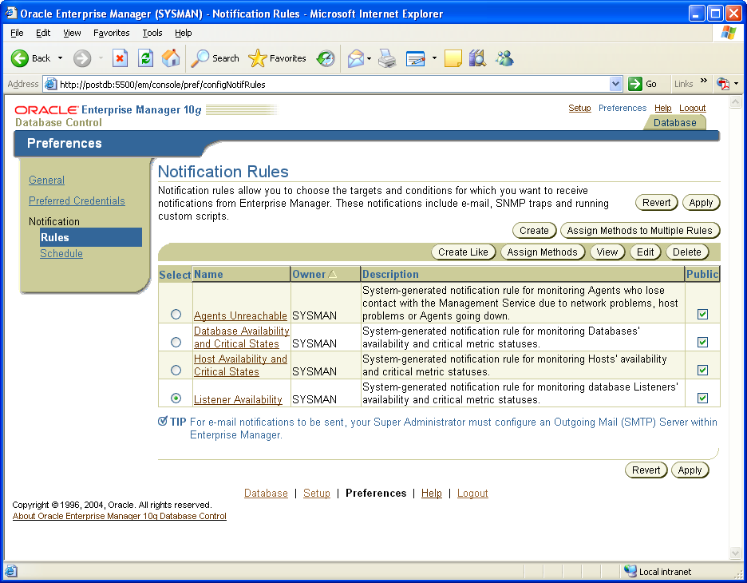 Oracle Enterprise Manager (SYSMAN) - Notification Rules - Microsoft Internet Explorer
File Edit View Favorites Tools Help
Back Search Favorites
Address http://postdb:5500/em/console/pref/configNotifRules Go Links »
ORACLE Enterprise Manager 10g
Database Control
Setup Preferences Help Logout
Database
Preferences
General
Preferred Credentials
Notification
Rules
Schedule
Notification Rules
Notification rules allow you to choose the targets and conditions for which you want to receive
notifications from Enterprise Manager. These notifications include e-mail, SNMP traps and running
custom scripts.
Revert Apply
Create Assign Methods to Multiple Rules
Create Like Assign Methods View Edit Delete
Select Name Owner Description Public
System-generated notification rule for monitoring Agents who lose
contact with the Management Service due to network problems, host
Agents Unreachable SYSMAN problems or Agents going down.
Database Availability System-generated notification rule for monitoring Databases'
and Critical States SYSMAN availability and critical metric statuses.
Host Availability and System-generated notification rule for monitoring Hosts' availability
Critical States SYSMAN and critical metric statuses.
System-generated notification rule for monitoring database Listeners'
Listener Availability SYSMAN availability and critical metric statuses.
TIP For e-mail notifications to be sent, your Super Administrator must configure an Outgoing Mail (SMTP) Server within
Enterprise Manager.
Revert Apply
Database | Setup | Preferences | Help | Logout
Copyright © 1996, 2004, Oracle. All rights reserved.
About Oracle Enterprise Manager 10g Database Control
Local intranet